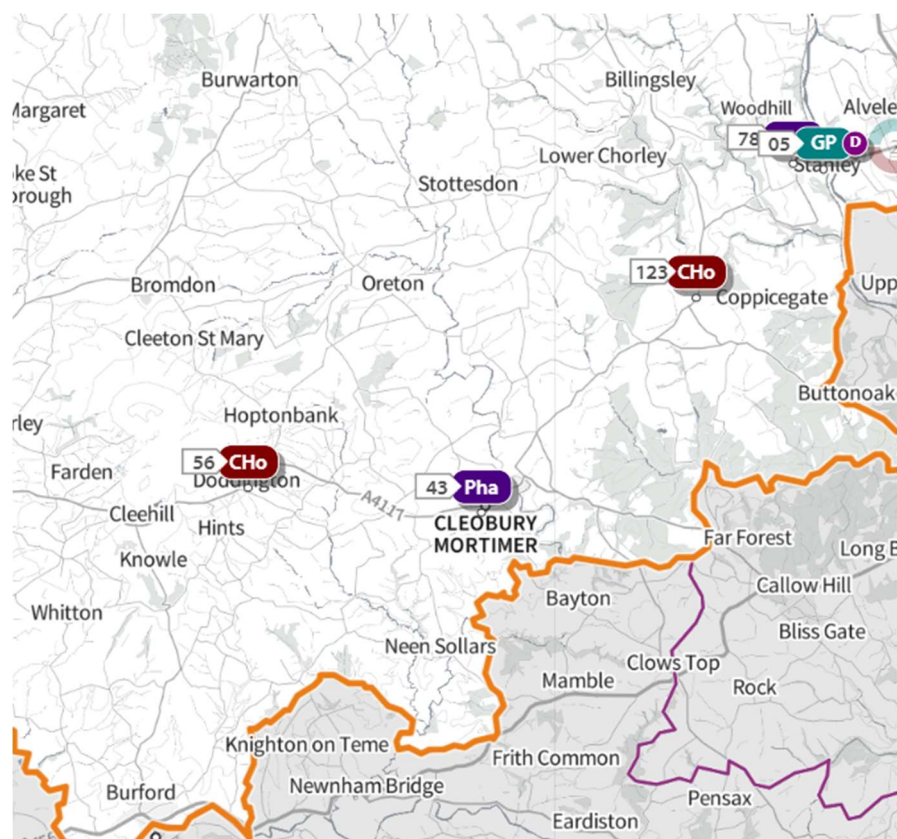 Burwarton
Billingsley
Margaret
Woodhill
Alvele
78
05
GP
D
Lower Chorley
Stanley
ke St
orough
Stottesdon
123
CHo
Bromdon
Oreton
Coppicegate
Upp
Cleeton St Mary
Buttonoak
Hoptonbank
rley
56
CHo
Farden
Doddington
43
Pha
A4117
Cleehill
Hints
CLEOBURY
MORTIMER
Far Forest
Long B
Knowle
Callow Hill
Bayton
Whitton
Bliss Gate
Neen Sollars
Clows Top
Mamble
Rock
Knighton on Teme
Frith Common
Newnham Bridge
Burford
Pensax
Eardiston